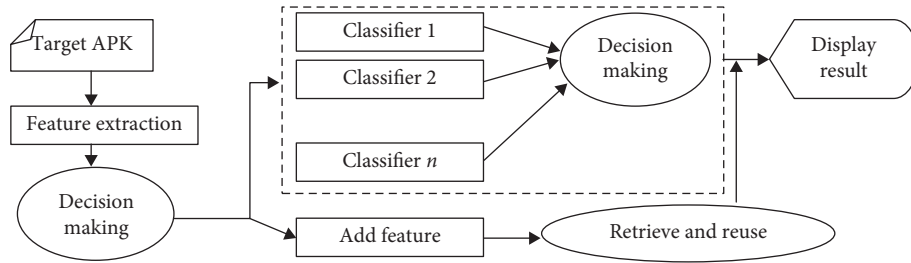 Target APK
Feature extraction
Decision
making
Classifier 1
Classifier 2
Classifier n
Decision
making
Display
result
Add feature
Retrieve and reuse